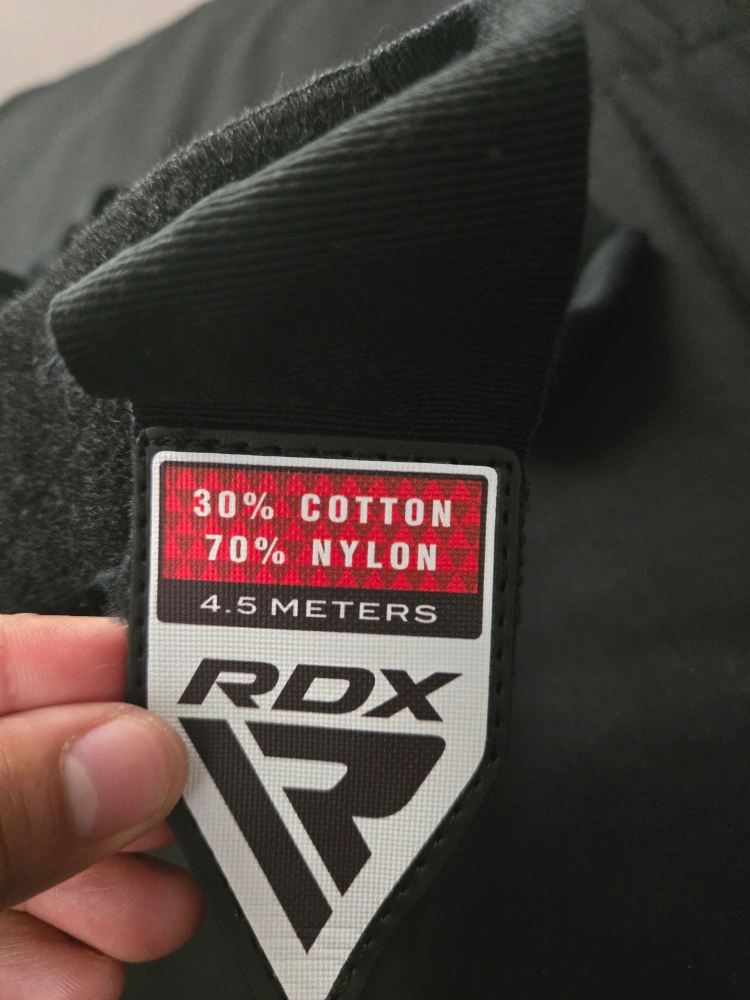 30% COTTON
70% NYLON
4.5 METERS
RDX